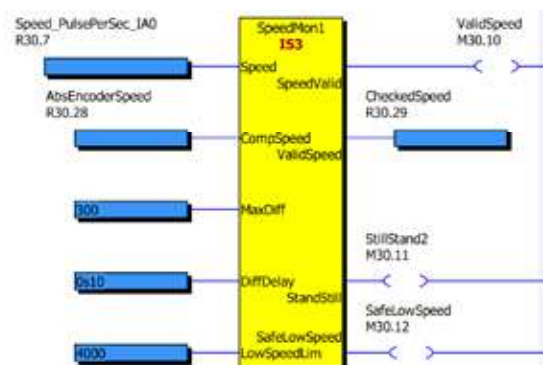 Speed_PulsePerSec_IA0
R30.7
SpeedMon1
IS3
ValidSpeed
M30.10
Speed
SpeedValid
AbsEncoderSpeed
R30.28
CheckedSpeed
R30.29
CompSpeed
ValidSpeed
300
MaxDiff
StillStand2
M30.11
0s10
DiffDelay
StandStill
SafeLowSpeed
M30.12
SafeLowSpeed
4000
LowSpeedLim